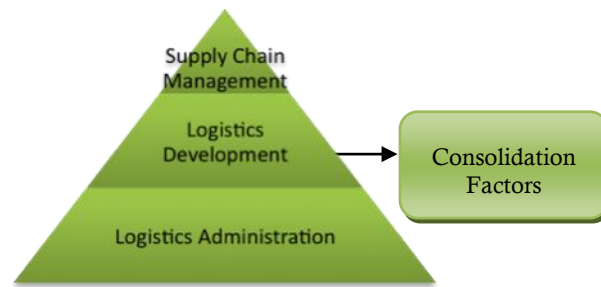 Supply Chain
Management
Logistics
Development
Logistics Administration
Consolidation
Factors